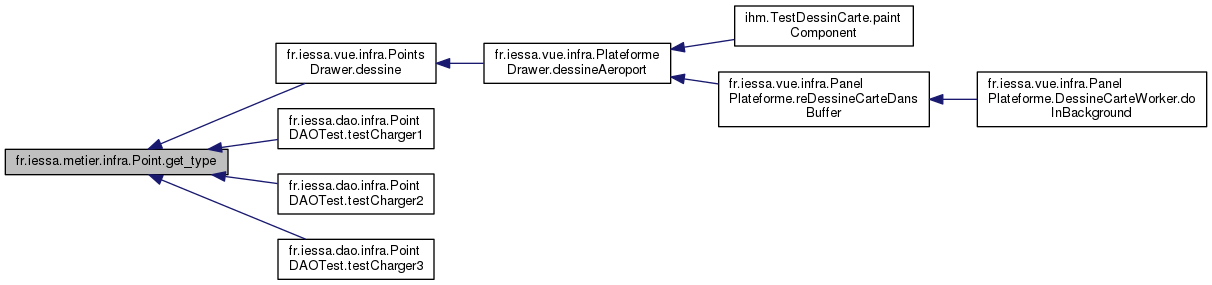 fr.iessa.metier.infra.Point.get_type
fr.iessa.vue.infra.Points
Drawer.dessine
fr.iessa.dao.infra.Point
DAOTest.testCharger1
fr.iessa.dao.infra.Point
DAOTest.testCharger2
fr.iessa.dao.infra.Point
DAOTest.testCharger3
fr.iessa.vue.infra.Plateforme
Drawer.dessineAeroport
ihm.TestDessinCarte.paint
Component
fr.iessa.vue.infra.Panel
Plateforme.reDessineCarteDans
Buffer
fr.iessa.vue.infra.Panel
Plateforme.DessineCarteWorker.do
InBackground